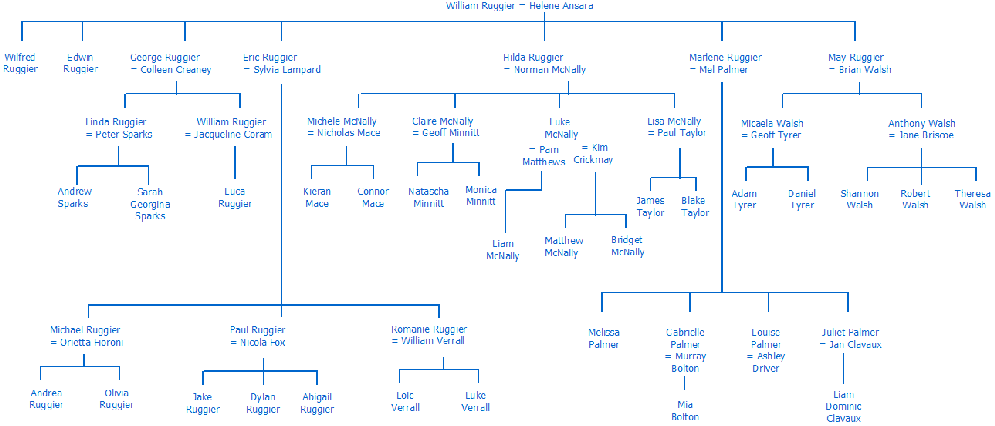 William Ruggier = Helene Ansara
Wilfred
Ruggier
Edwin
Ruggier
George Ruggier
= Colleen Creaney
Eric Ruggier
= Sylvia Lampard
Hilda Ruggier
= Norman McNally
Marlene Ruggier
= Mel Palmer
May Ruggier
= Brian Walsh
Linda Ruggier
= Peter Sparks
William Ruggier
= Jacqueline Coram
Michele McNally
= Nicholas Mace
Claire McNally
= Geoff Minnitt
Luke
McNally
= Pam
Matthews
= Kim
Crickmay
Lisa McNally
= Paul Taylor
Micaela Walsh
= Geoff Tyrer
Anthony Walsh
= Jane Briscoe
Andrew
Sparks
Sarah
Georgina
Sparks
Luca
Ruggier
Kieran
Mace
Connor
Mace
Natascha
Minnitt
Monica
Minnitt
James
Taylor
Blake
Taylor
Adam
Tyrer
Daniel
Tyrer
Shannon
Walsh
Robert
Walsh
Theresa
Walsh
Liam
McNally
Matthew
McNally
Bridget
McNally
Michael Ruggier
= Orietta Fioroni
Paul Ruggier
= Nicola Fox
Romanie Ruggier
= William Verrall
Melissa
Palmer
Gabrielle
Palmer
= Murray
Bolton
Louise
Palmer
= Ashley
Driver
Juliet Palmer
= Jan Clavaux
Andrea
Ruggier
Olivia
Ruggier
Jake
Ruggier
Dylan
Ruggier
Abigail
Ruggier
Loic
Verrall
Luke
Verrall
Mia
Bolton
Liam
Dominic
Clavaux